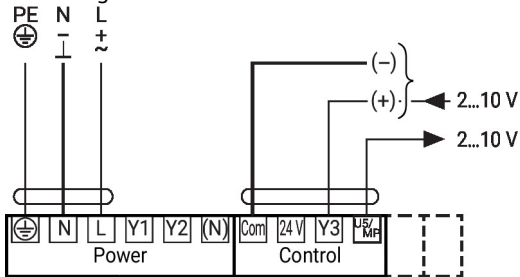 PE N L
– – +
~
(–)
(+) 2...10 V
2...10 V
N L Y1 Y2 (N) Com 24 V Y3 U5/MP
Power Control